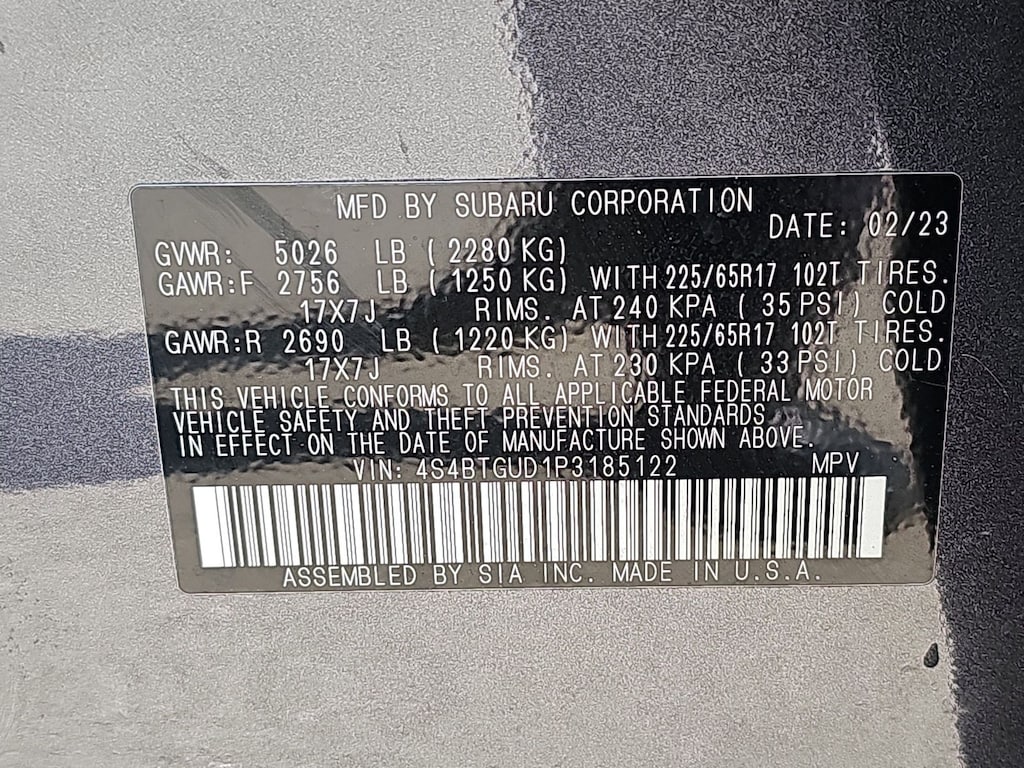 MFD BY SUBARU CORPORATION
DATE: 02/23
GVWR: 5026 LB ( 2280 KG)
GAWR:F 2756 LB ( 1250 KG) WITH 225/65R17 102T TIRES.
17X7J RIMS. AT 240 KPA ( 35 PSI) COLD
GAWR:R 2690 LB ( 1220 KG) WITH 225/65R17 102T TIRES.
17X7J RIMS. AT 230 KPA ( 33 PSI) COLD
THIS VEHICLE CONFORMS TO ALL APPLICABLE FEDERAL MOTOR
VEHICLE SAFETY AND THEFT PREVENTION STANDARDS
IN EFFECT ON THE DATE OF MANUFACTURE SHOWN ABOVE.
VIN: 4S4BTGUD1P3185122 MPV
ASSEMBLED BY SIA INC. MADE IN U.S.A.